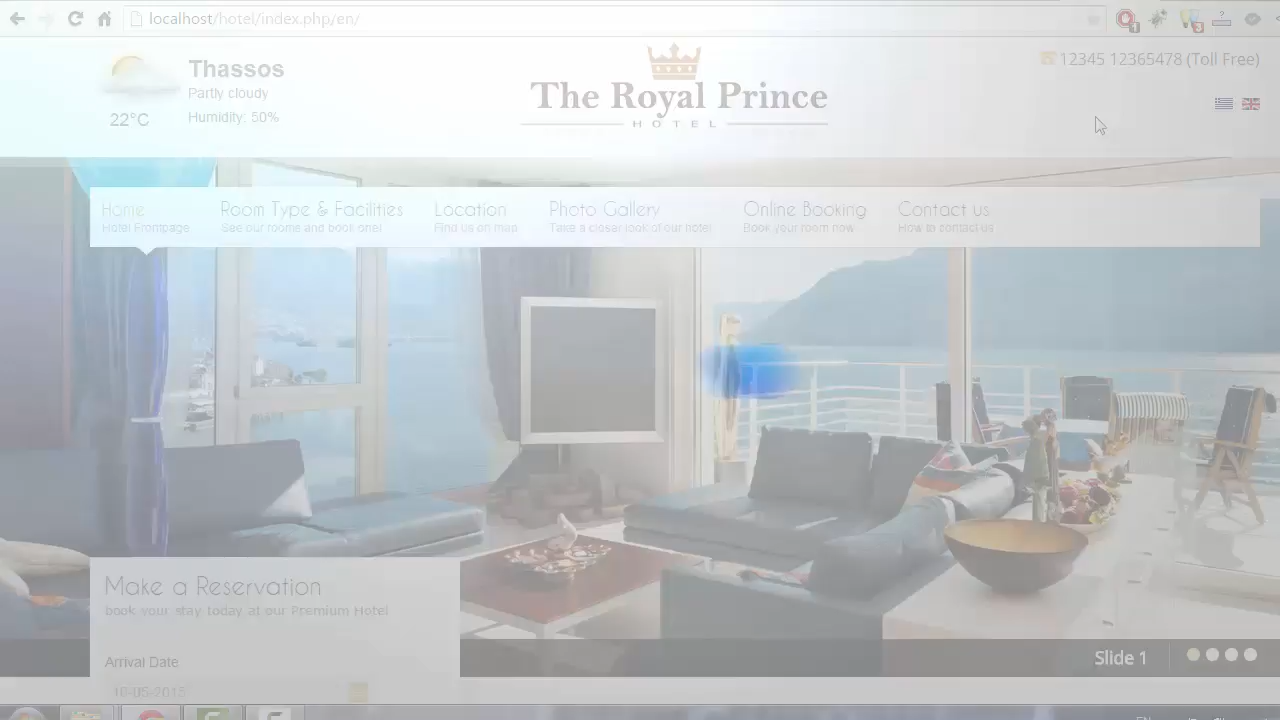 localhost/hotel/index.php/en/
Thassos
Partly cloudy
22°C
Humidity: 50%
The Royal Prince
HOTEL
12345 12365478 (Toll Free)
Home
Hotel Frontpage
Room Type & Facilities
See our rooms and book one!
Location
Find us on map
Photo Gallery
Take a closer look of our hotel
Online Booking
Book your room now
Contact us
How to contact us
Make a Reservation
book your stay today at our Premium Hotel
Arrival Date
10-05-2015
Slide 1
EN